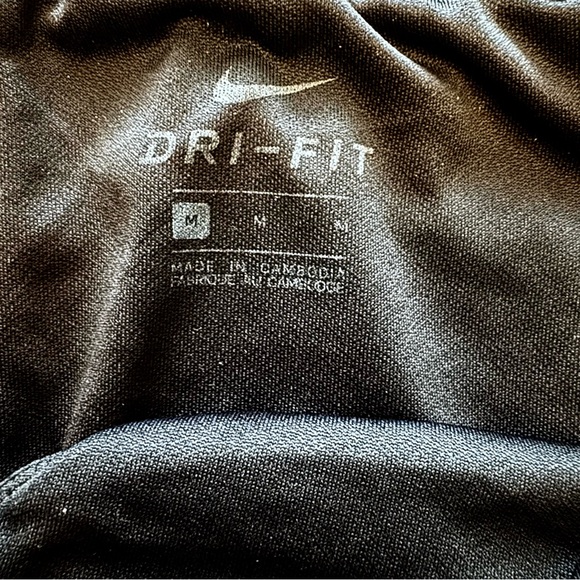 DRI-FIT
M M M
MADE IN CAMBODIA
FABRIQUÉ AU CAMBODGE